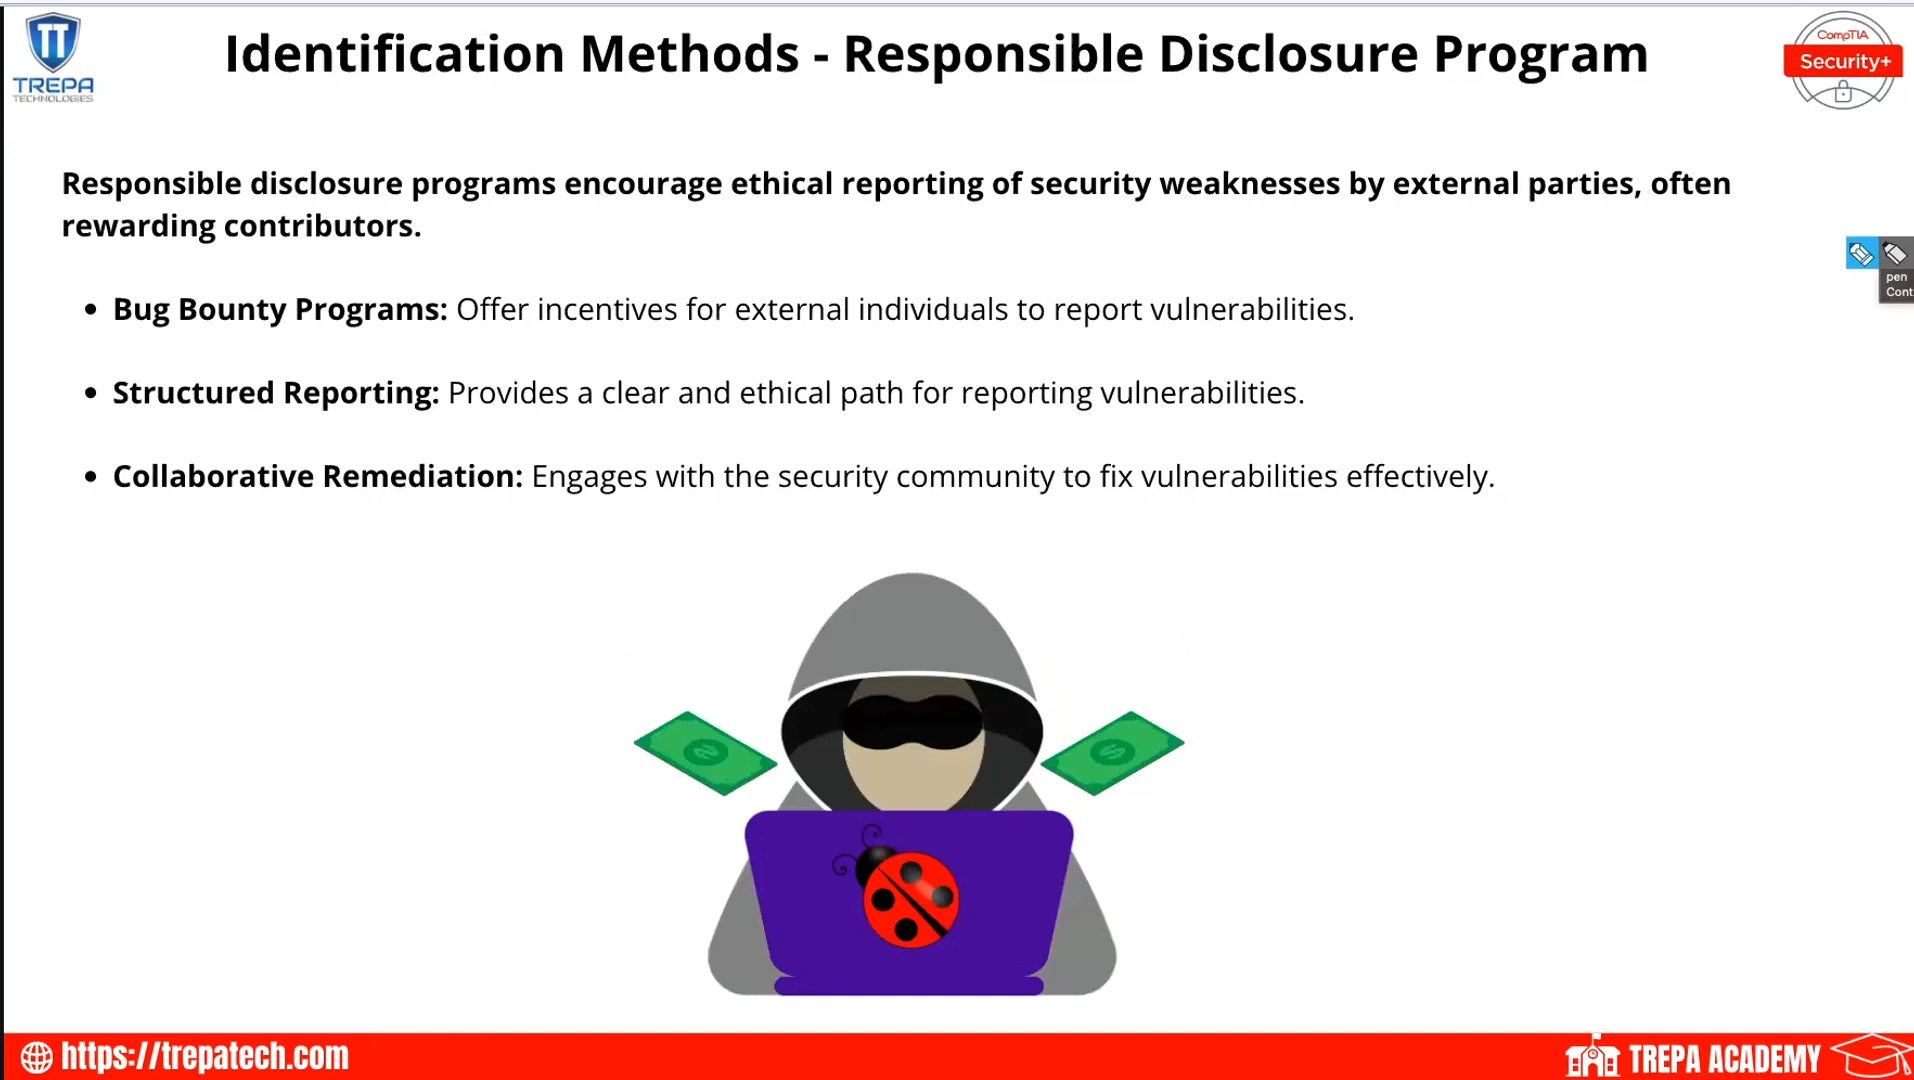 TREPA
TECHNOLOGIES
Identification Methods - Responsible Disclosure Program
CompTIA
Security+
Responsible disclosure programs encourage ethical reporting of security weaknesses by external parties, often
rewarding contributors.
pen
Cont
• Bug Bounty Programs: Offer incentives for external individuals to report vulnerabilities.
• Structured Reporting: Provides a clear and ethical path for reporting vulnerabilities.
• Collaborative Remediation: Engages with the security community to fix vulnerabilities effectively.
https://trepatech.com
TREPA ACADEMY